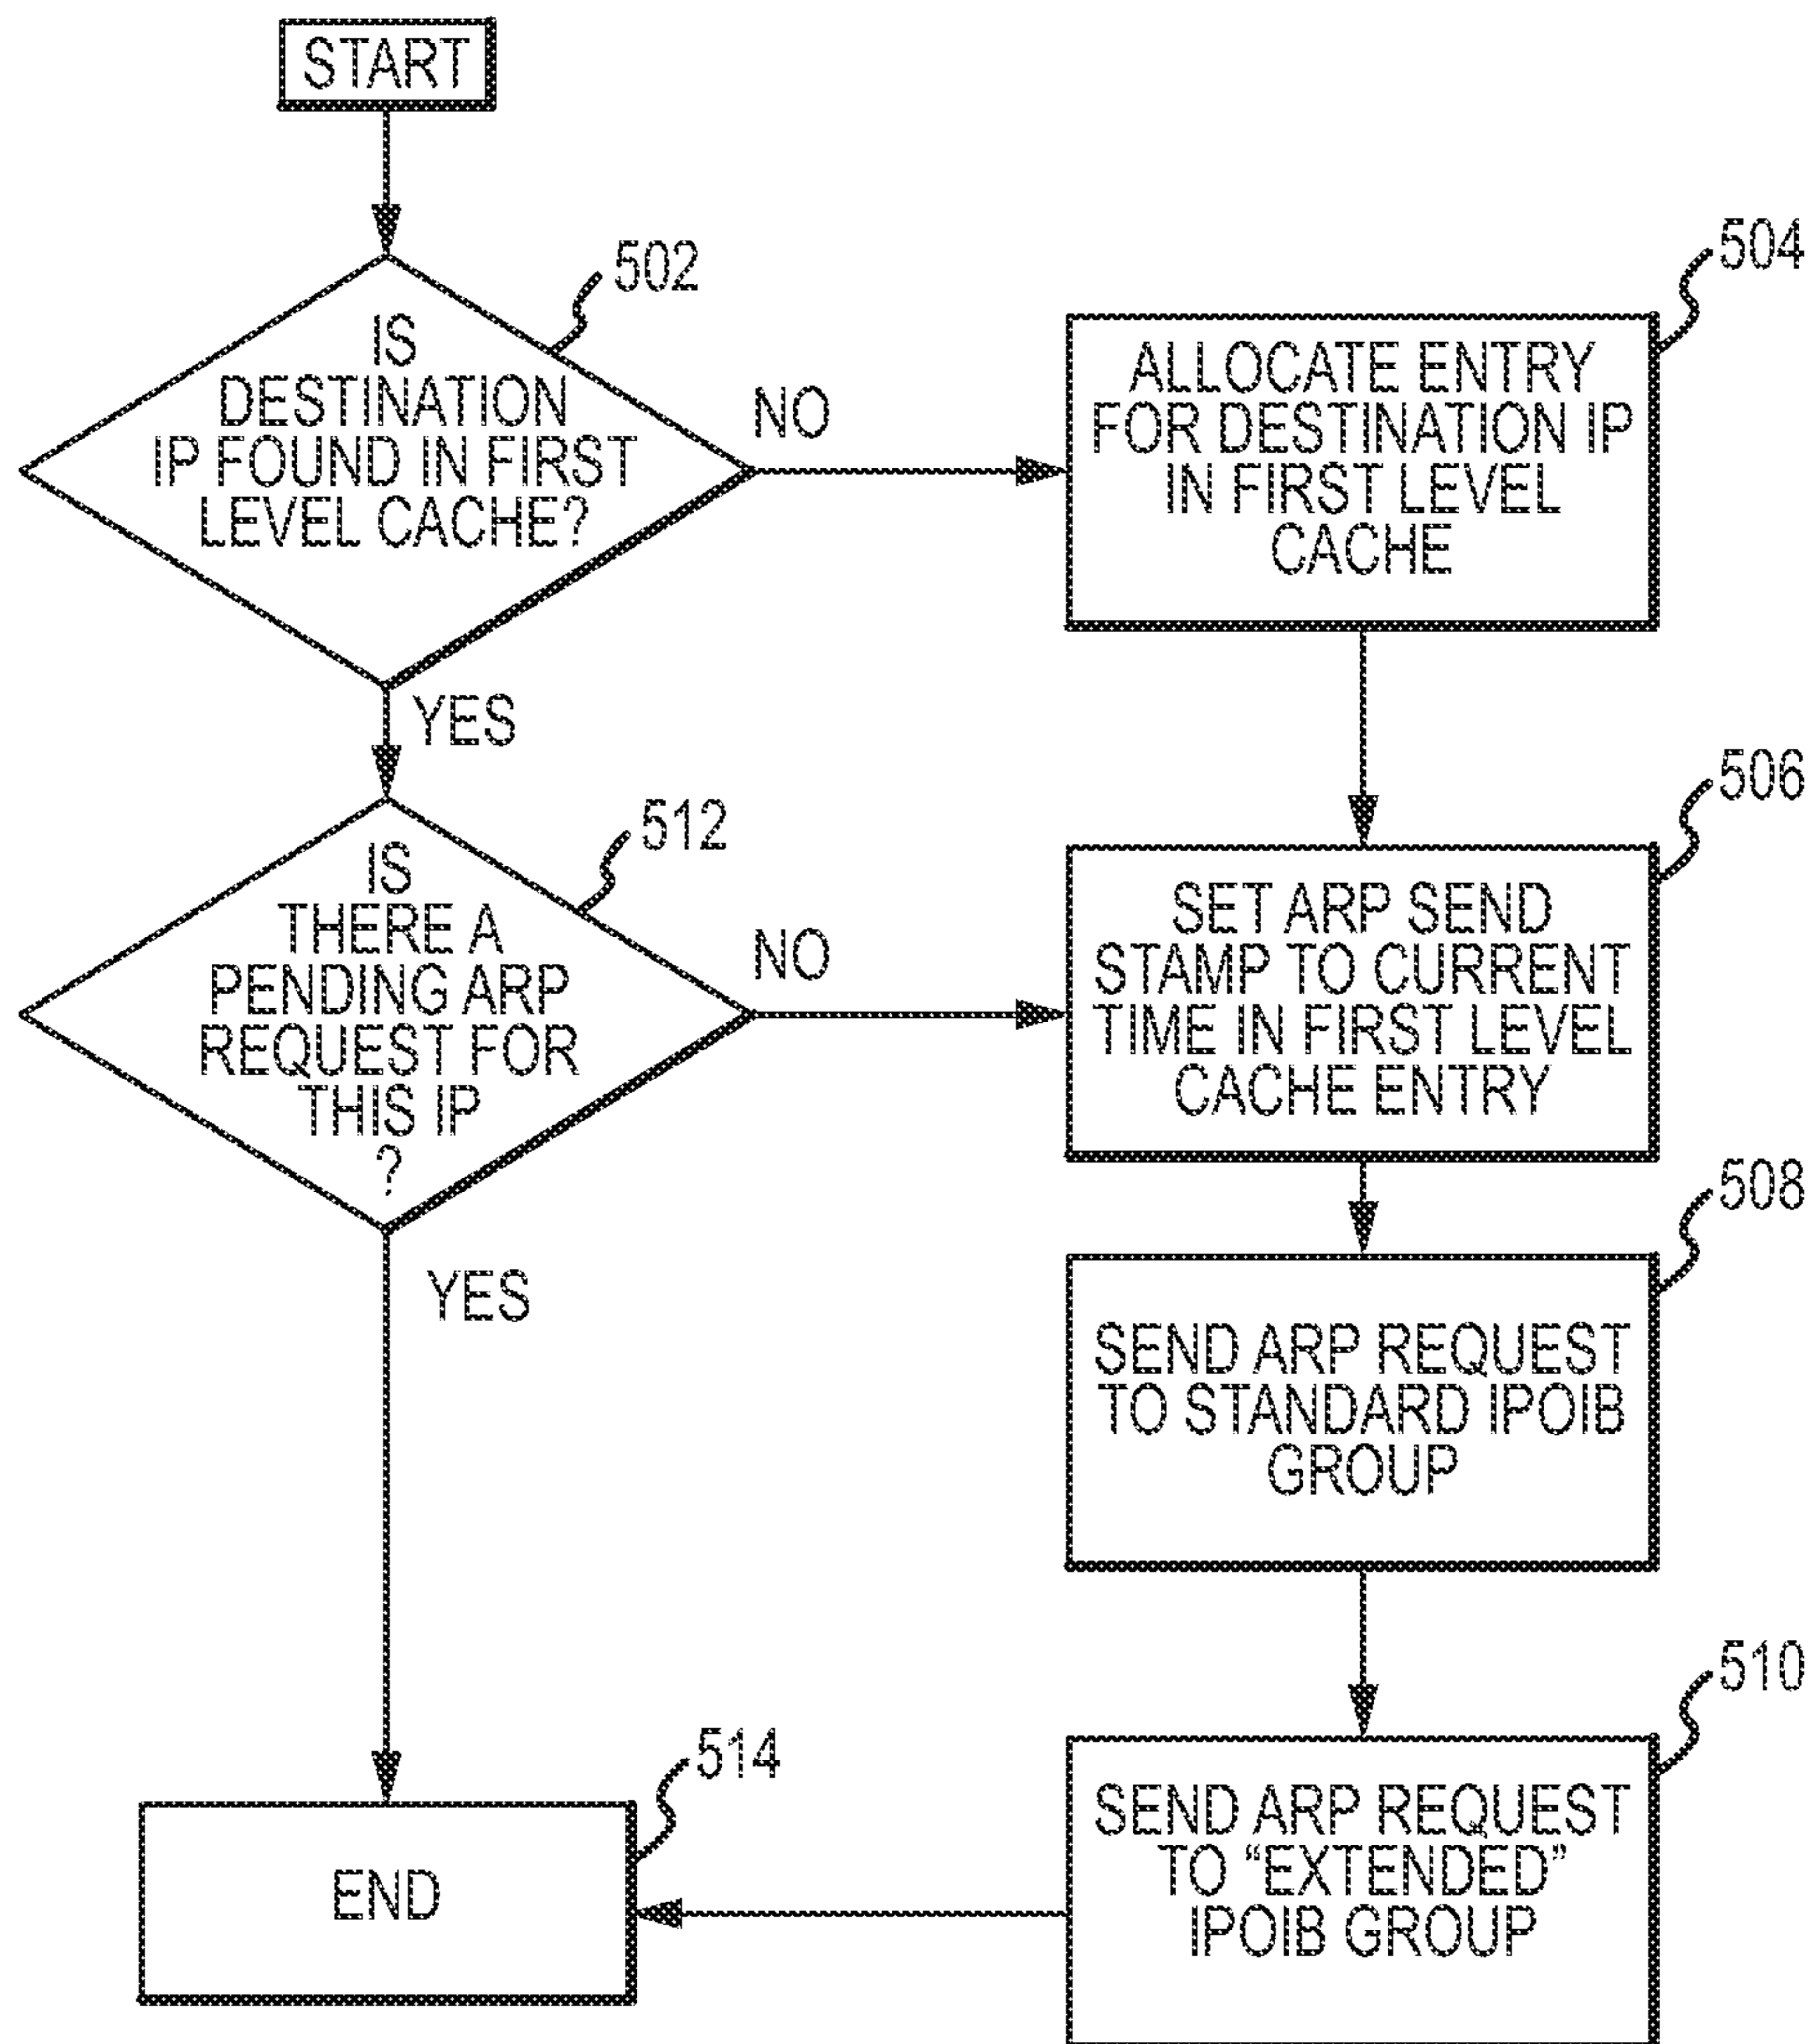 START
502
IS
DESTINATION
IP FOUND IN FIRST
LEVEL CACHE?
NO
504
ALLOCATE ENTRY
FOR DESTINATION IP
IN FIRST LEVEL
CACHE
YES
512
IS
THERE A
PENDING ARP
REQUEST FOR
THIS IP
?
NO
506
SET ARP SEND
STAMP TO CURRENT
TIME IN FIRST LEVEL
CACHE ENTRY
YES
508
SEND ARP REQUEST
TO STANDARD IPOIB
GROUP
510
SEND ARP REQUEST
TO “EXTENDED”
IPOIB GROUP
514
END